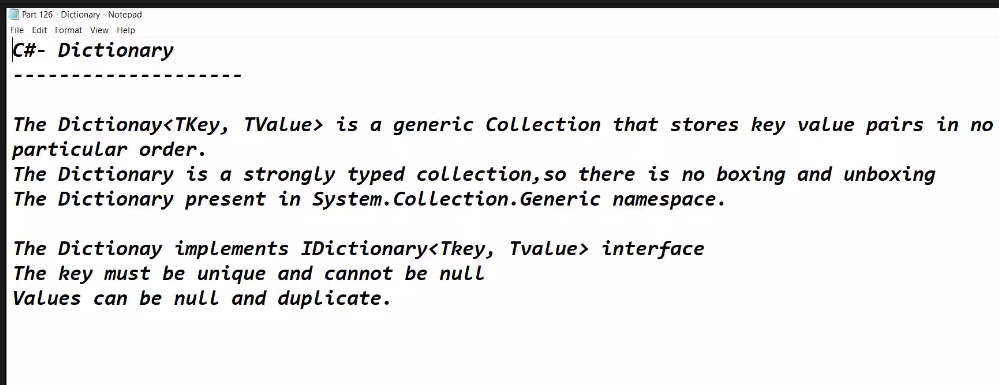 Part 126 - Dictionary - Notepad
File Edit Format View Help
C#- Dictionary
--------------------
The Dictionay<TKey, TValue> is a generic Collection that stores key value pairs in no
particular order.
The Dictionary is a strongly typed collection,so there is no boxing and unboxing
The Dictionary present in System.Collection.Generic namespace.
The Dictionay implements IDictionary<Tkey, Tvalue> interface
The key must be unique and cannot be null
Values can be null and duplicate.